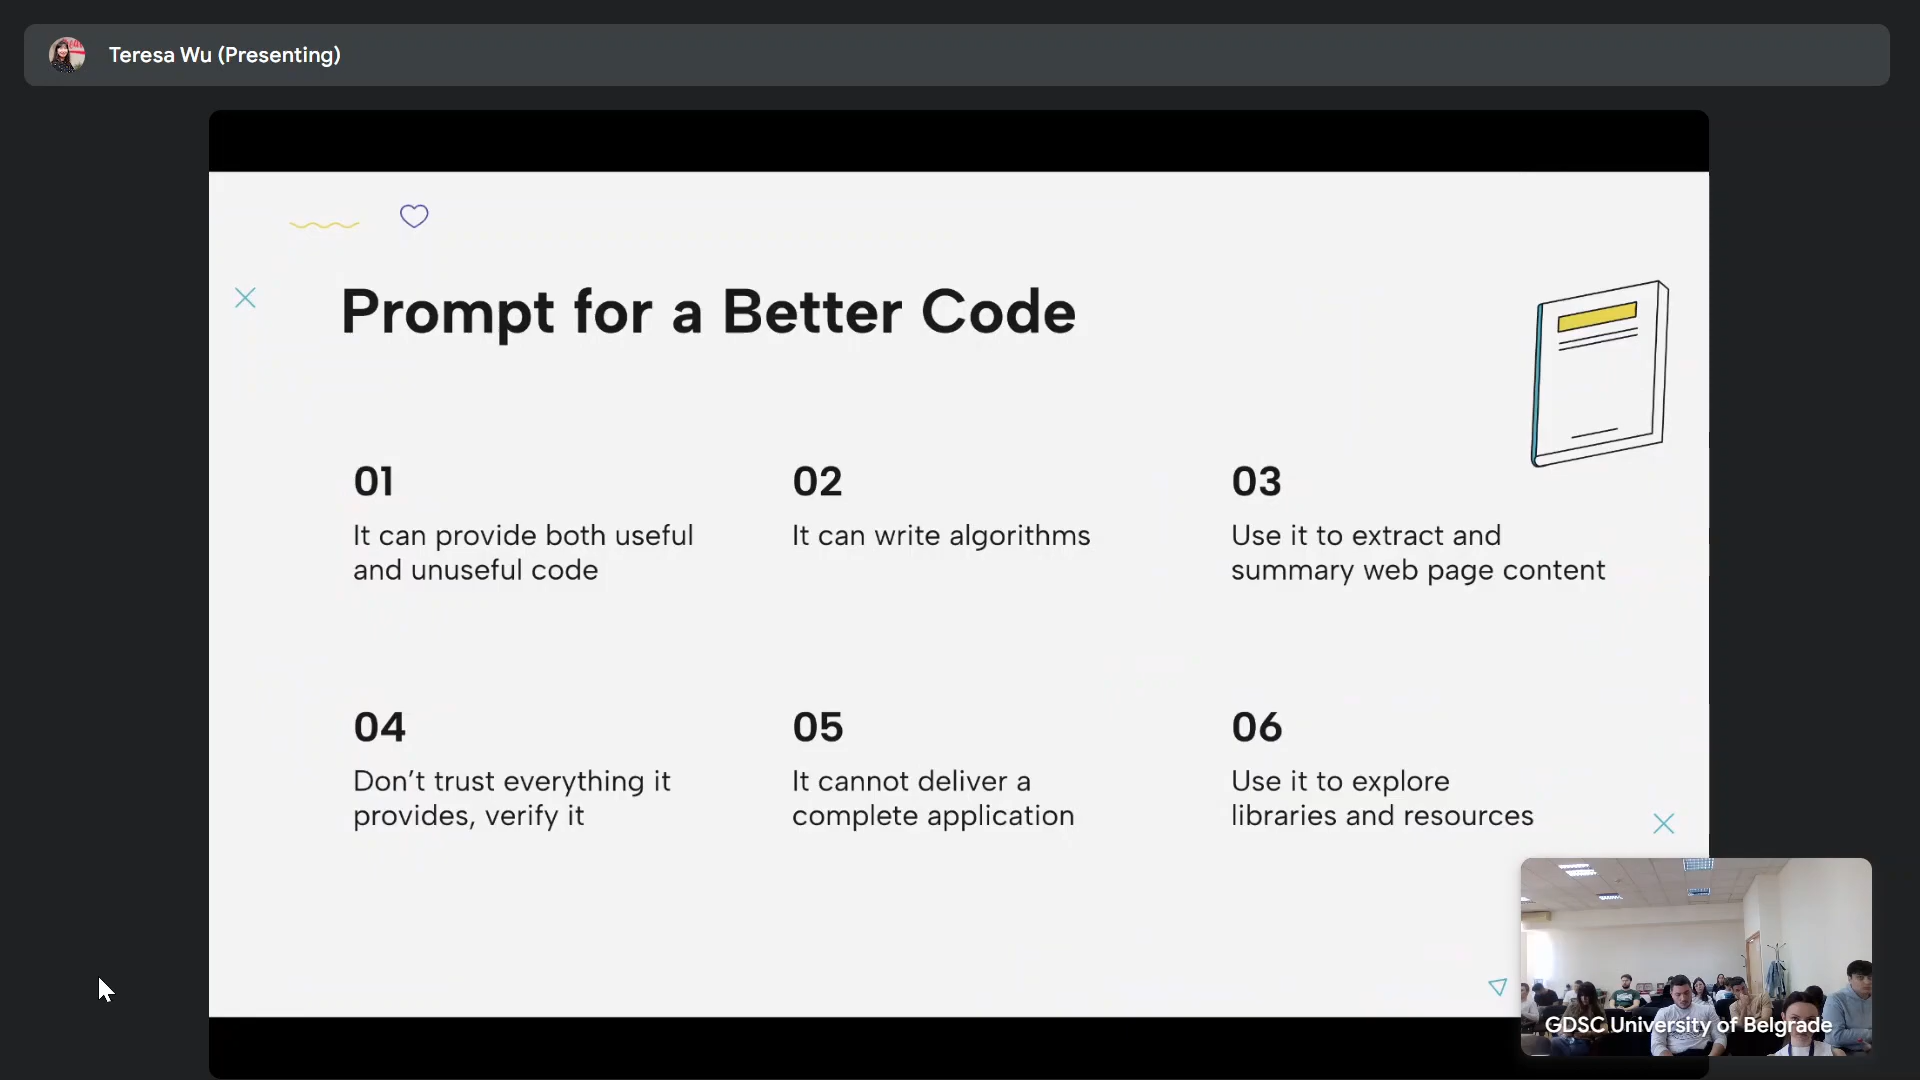 Teresa Wu (Presenting)
Prompt for a Better Code
01
It can provide both useful
and unuseful code
02
It can write algorithms
03
Use it to extract and
summary web page content
04
Don’t trust everything it
provides, verify it
05
It cannot deliver a
complete application
06
Use it to explore
libraries and resources
GDSC University of Belgrade